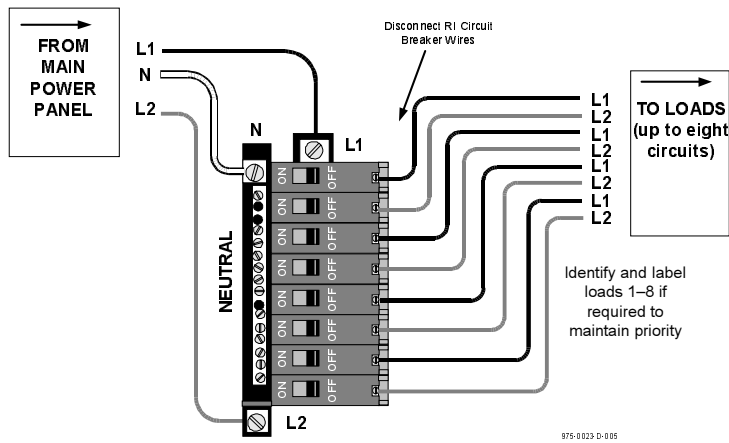 FROM
MAIN
POWER
PANEL
L1
N
L2
Disconnect RI Circuit
Breaker Wires
N
L1
NEUTRAL
ON OFF
ON OFF
ON OFF
ON OFF
ON OFF
ON OFF
ON OFF
ON OFF
L2
L1
L2
L1
L2
L1
L2
L1
L2
TO LOADS
(up to eight
circuits)
Identify and label
loads 1–8 if
required to
maintain priority
975-0023-D-005